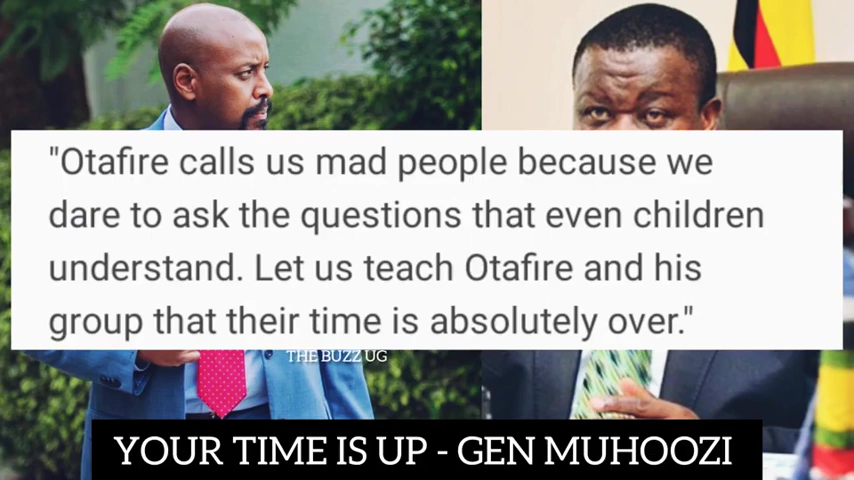 "Otafire calls us mad people because we
dare to ask the questions that even children
understand. Let us teach Otafire and his
group that their time is absolutely over."
THE BUZZ UG
YOUR TIME IS UP - GEN MUHOOZI